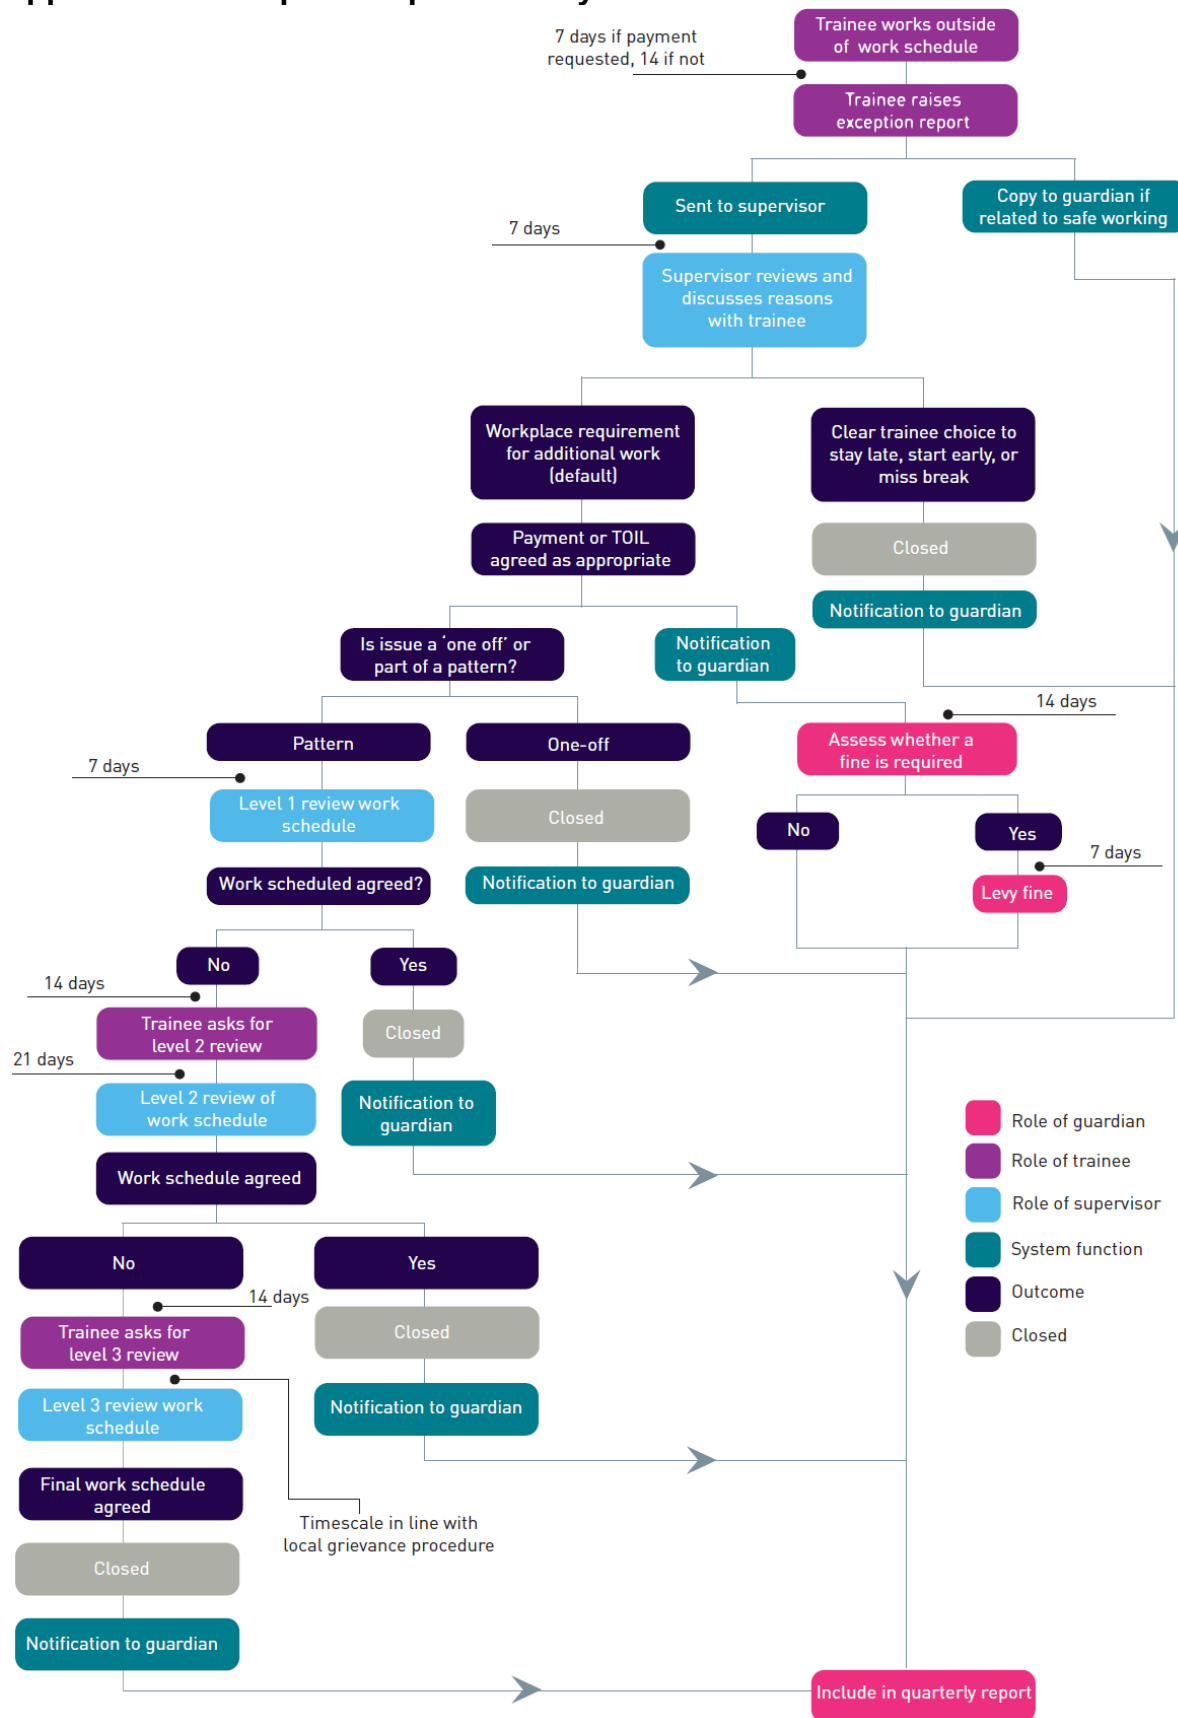 Trainee works outside
of work schedule
7 days if payment
requested, 14 if not
Trainee raises
exception report
Sent to supervisor
Copy to guardian if
related to safe working
7 days
Supervisor reviews and
discusses reasons
with trainee
Workplace requirement
for additional work
(default)
Clear trainee choice to
stay late, start early, or
miss break
Payment or TOIL
agreed as appropriate
Closed
Notification to guardian
Is issue a ‘one off’ or
part of a pattern?
Notification
to guardian
14 days
Pattern
One-off
Assess whether a
fine is required
7 days
Level 1 review work
schedule
Closed
No
Yes
7 days
Work scheduled agreed?
Notification to guardian
Levy fine
No
Yes
14 days
Trainee asks for
level 2 review
Closed
21 days
Level 2 review of
work schedule
Notification to
guardian
Work schedule agreed
Role of guardian
Role of trainee
Role of supervisor
System function
Outcome
Closed
No
Yes
14 days
Trainee asks for
level 3 review
Closed
Level 3 review work
schedule
Notification to guardian
Final work schedule
agreed
Timescale in line with
local grievance procedure
Closed
Notification to guardian
Include in quarterly report